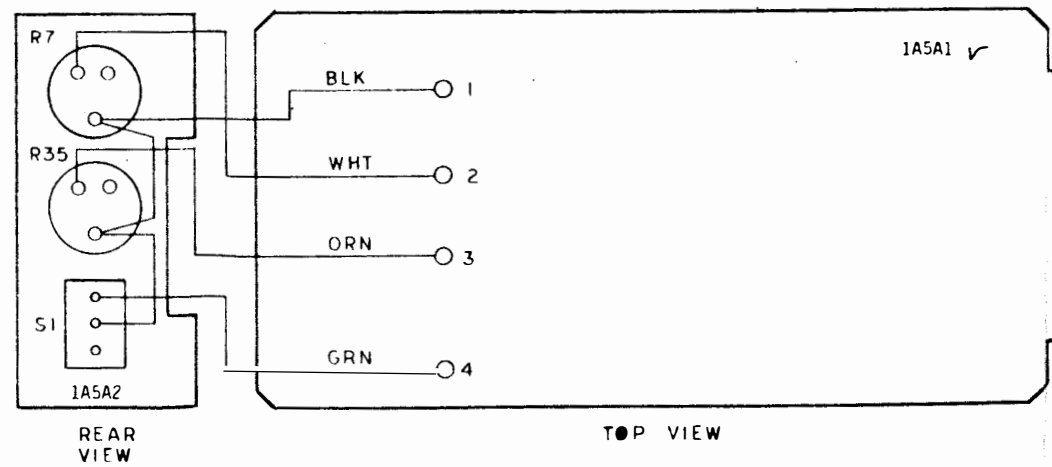 R7
1A5A1 ✓
BLK
1
R35
WHT
2
ORN
3
S1
GRN
4
1A5A2
REAR
VIEW
TOP VIEW